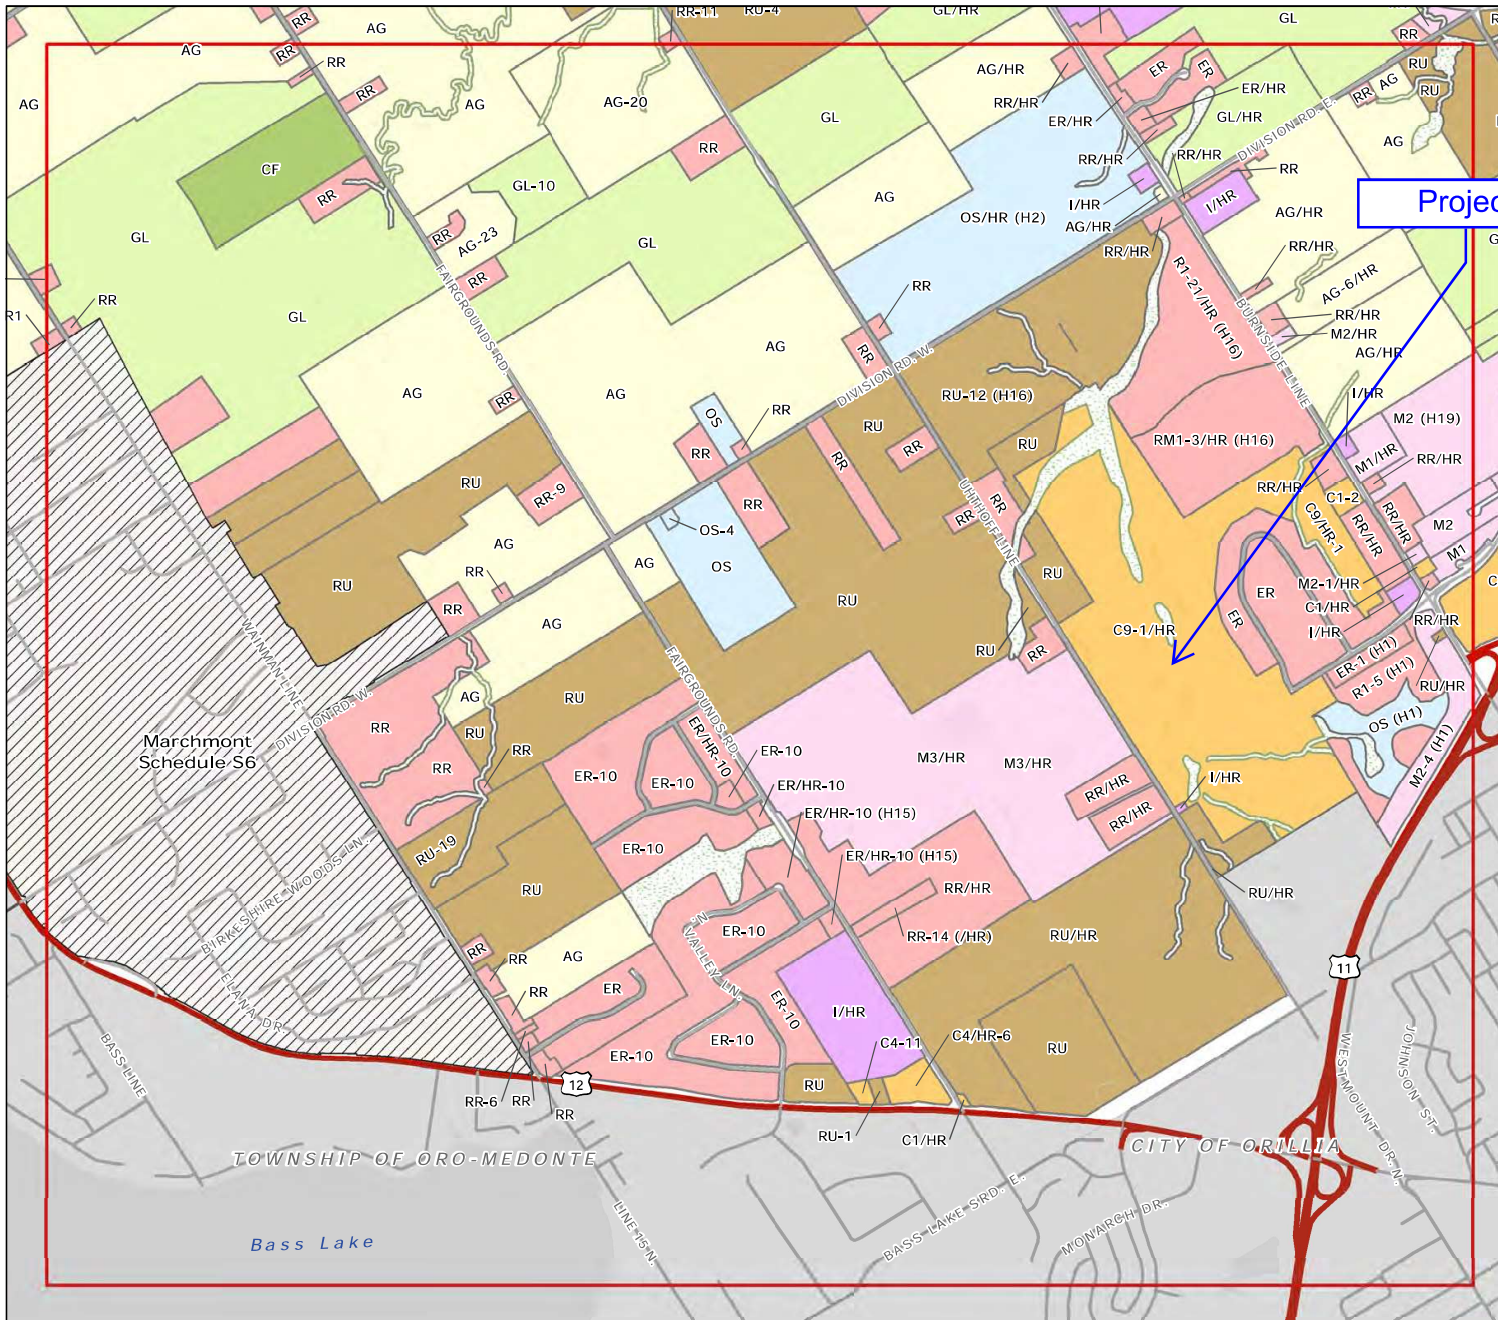 RR
RR-11
RU-4
GL/HR
GL
AG
AG
RR
RR
AG
AG/HR
ER
ER
RR
RU
AG
RR
AG
AG-20
RR/HR
ER/HR
RR
AG
RU
GL
ER/HR
GL/HR
DIVISION RD. E.
AG
CF
RR
RR/HR
RR/HR
RR
GL-10
RR
AG
I/HR
I/HR
AG/HR
OS/HR (H2)
AG/HR
Projec
GL
RR
AG-23
GL
RR/HR
RR/HR
RR
FAIRGROUNDS RD.
R1-21/HR (H16)
AG-6/HR
RR
RR
BURNSIDE LINE
R1
GL
RR/HR
M2/HR
AG/HR
AG
RR
DIVISION RD. W.
AG
AG
RR
RU-12 (H16)
I/HR
OS
RR
M2 (H19)
RU
RM1-3/HR (H16)
RR
RR
RR
RU
M1/HR
RR/HR
RU
RR-9
RR
UHTHOFF LINE
RR
RR/HR
C1-2
RR
OS-4
C9/HR-1
RR/HR
RR/HR
M2
AG
AG
OS
M1
RR
RU
RU
RU
ER
M2-1/HR
C
RR
C1/HR
AG
ER
I/HR
RR/HR
WAINMAN LINE
C9-1/HR
RU
RR
ER-1 (H1)
R1-5 (H1)
RU/HR
FAIRGROUNDS RD.
AG
RU
DIVISION RD. W.
RR
RU
OS (H1)
Marchmont
Schedule S6
RR
ER/HR-10
ER-10
M3/HR
M3/HR
M2-4 (H1)
RR
ER-10
ER-10
ER/HR-10
RR/HR
I/HR
ER/HR-10 (H15)
RR/HR
RU-19
ER-10
ER/HR-10 (H15)
BIRKESHIRE WOODS LN.
RU
RR/HR
RU/HR
VALLEY LN.
N
ER-10
RR-14 (/HR)
RU/HR
RR
RR
AG
11
ELANA DR.
RR
ER
ER-10
I/HR
C4-11
C4/HR-6
ER-10
ER-10
RU
BASS LINE
WESTMOUNT DR. N.
JOHNSON ST.
12
RU
RR-6
RR
RR
RU-1
C1/HR
TOWNSHIP OF ORO-MEDONTE
CITY OF ORILLIA
LINE 15 N.
BASS LAKE SRD. E.
MONARCH DR.
Bass Lake